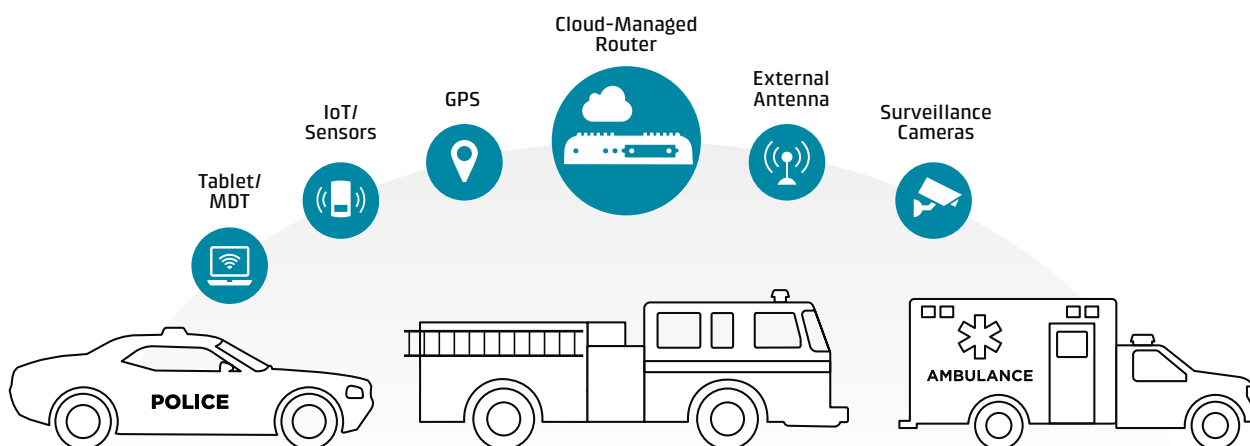 Cloud-Managed
Router
External
Antenna
GPS
IoT/
Sensors
Surveillance
Cameras
Tablet/
MDT
POLICE
AMBULANCE